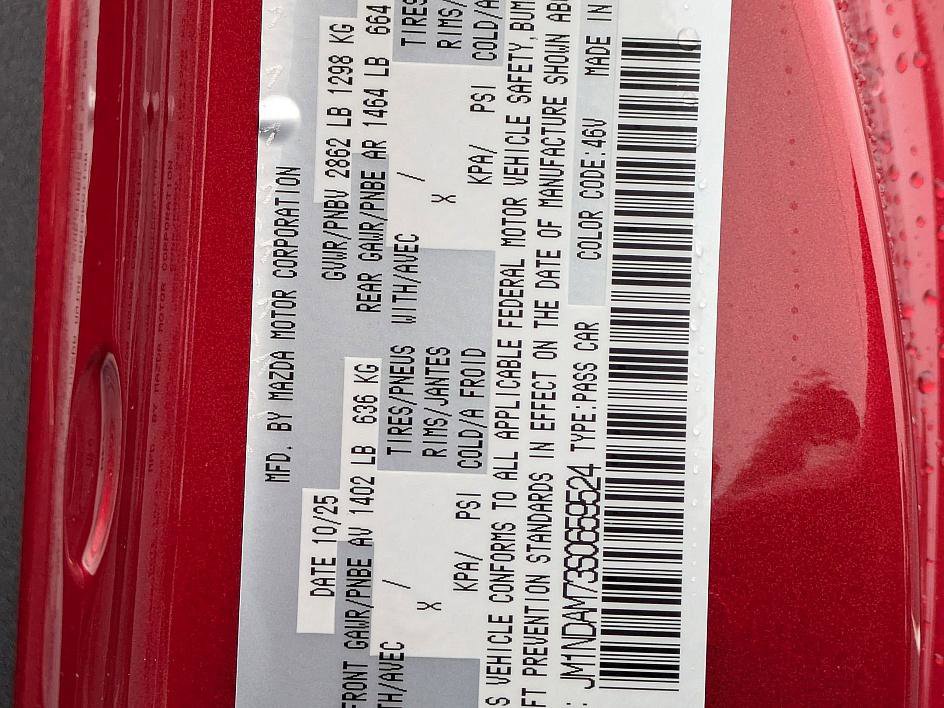 MFD. BY MAZDA MOTOR CORPORATION
DATE 10/25 GVWR/PNBV 2862 LB 1298 KG
FRONT GAWR/PNBE AV 1402 LB 636 KG REAR GAWR/PNBE AR 1464 LB 664
TH/AVEC / TIRES/PNEUS WITH/AVEC / TIRES
X RIMS/JANTES X RIMS/
KPA/ PSI COLD/A FROID KPA/ PSI COLD/A
S VEHICLE CONFORMS TO ALL APPLICABLE FEDERAL MOTOR VEHICLE SAFETY, BUM
FT PREVENTION STANDARDS IN EFFECT ON THE DATE OF MANUFACTURE SHOWN ABO
: JM1NDAM73S0659524 TYPE:PASS CAR COLOR CODE:46V MADE IN